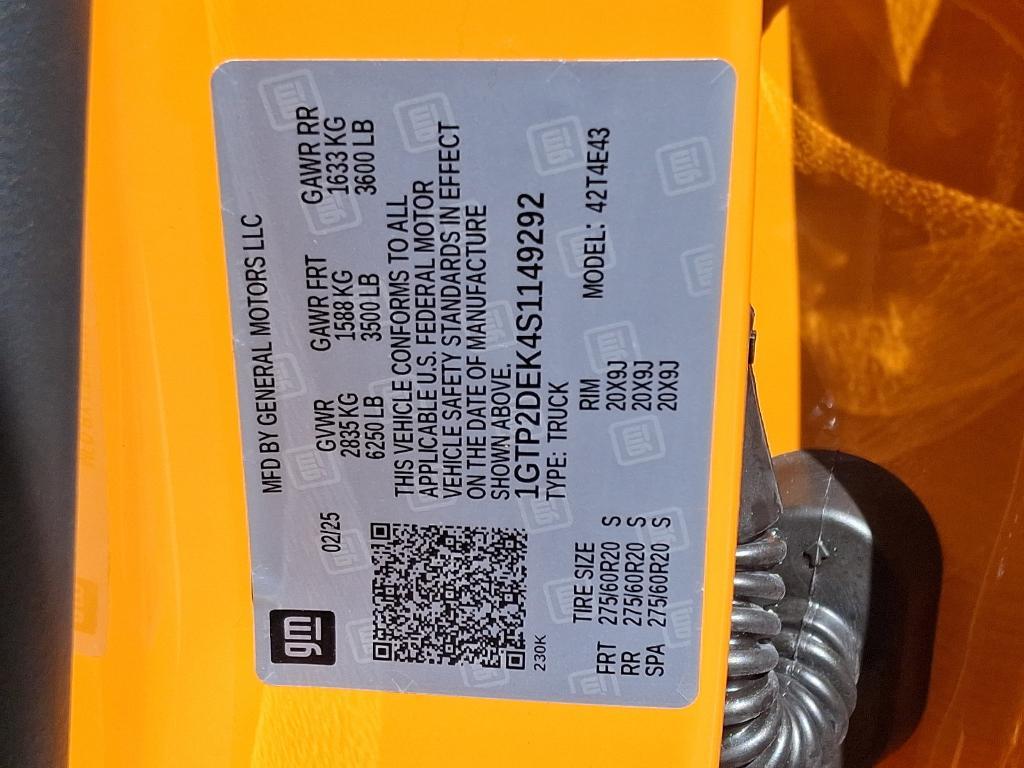 gm
MFD BY GENERAL MOTORS LLC
02/25
GVWR GAWR FRT GAWR RR
2835 KG 1588 KG 1633 KG
6250 LB 3500 LB 3600 LB
THIS VEHICLE CONFORMS TO ALL
APPLICABLE U.S. FEDERAL MOTOR
VEHICLE SAFETY STANDARDS IN EFFECT
ON THE DATE OF MANUFACTURE
SHOWN ABOVE.
1GTP2DEK4S1149292
230K
TYPE: TRUCK
TIRE SIZE RIM MODEL: 42T4E43
FRT 275/60R20 S 20X9J
RR 275/60R20 S 20X9J
SPA 275/60R20 S 20X9J